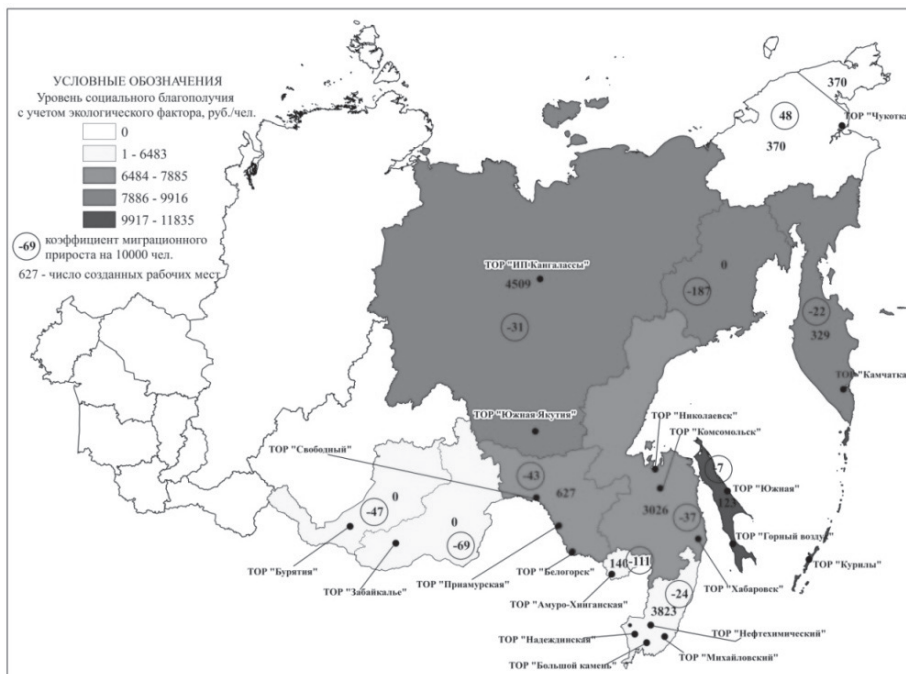 УСЛОВНЫЕ ОБОЗНАЧЕНИЯ
Уровень социального благополучия
с учетом экологического фактора, руб./чел.
0
1 - 6483
6484 - 7885
7886 - 9916
9917 - 11835
-69 коэффициент миграционного
прироста на 10000 чел.
627 - число созданных рабочих мест
370
48
ТОР "Чукотка"
370
ТОР "ИП Кангалассы"
4509
0
-187
-31
-22
329
ТОР "Камчатка"
ТОР "Южная Якутия"
ТОР "Николаевск"
ТОР "Комсомольск"
ТОР "Свободный"
-43
627
-7
ТОР "Южная"
123
0
-47
3026
-37
0
-69
ТОР "Горный воздух"
ТОР "Курилы"
ТОР "Бурятия"
ТОР "Забайкалье"
ТОР "Приамурская"
ТОР "Белогорск"
140
-111
ТОР "Хабаровск"
ТОР "Амуро-Хинганская"
-24
3823
ТОР "Надеждинская"
ТОР "Нефтехимический"
ТОР "Большой камень"
ТОР "Михайловский"